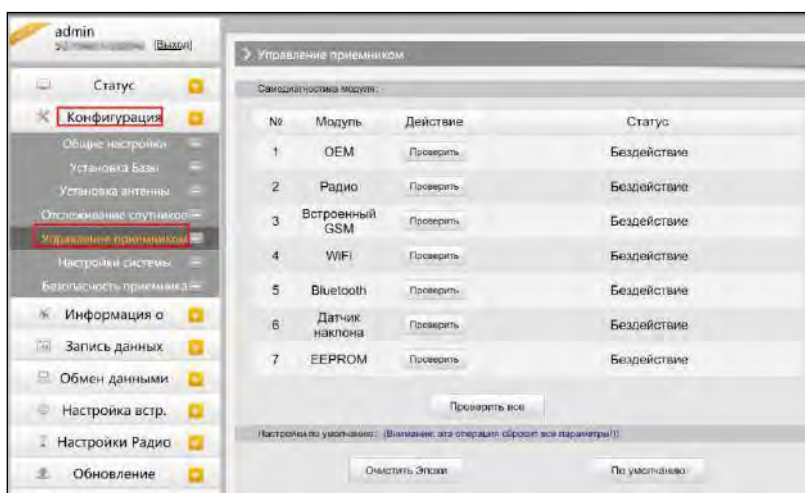 admin
[Выход]
Статус
Конфигурация
Общие настройки
Установка Базы
Установка антенны
Отслеживание спутников
Управление приемником
Настройки системы
Безопасность приемника
Информация о
Запись данных
Обмен данными
Настройка встр.
Настройки Радио
Обновление
Управление приемником
Самодиагностика модуля:
№ Модуль Действие Статус
1 OEM Проверить Бездействие
2 Радио Проверить Бездействие
3 Встроенный GSM Проверить Бездействие
4 WiFi Проверить Бездействие
5 Bluetooth Проверить Бездействие
6 Датчик наклона Проверить Бездействие
7 EEPROM Проверить Бездействие
Проверить все
Настройки по умолчанию: (Внимание: эта операция сбросит все параметры!!)
Очистить Эпохи По умолчанию